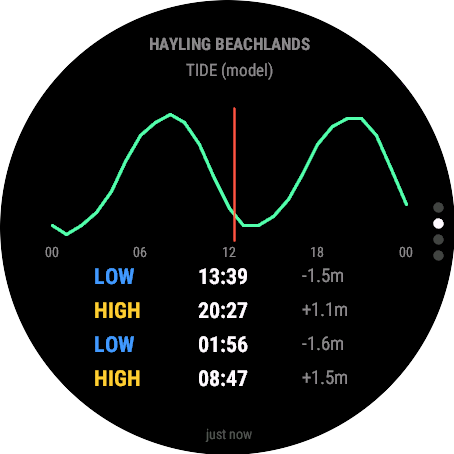 HAYLING BEACHLANDS
TIDE (model)
00 06 12 18 00
LOW 13:39 -1.5m
HIGH 20:27 +1.1m
LOW 01:56 -1.6m
HIGH 08:47 +1.5m
just now